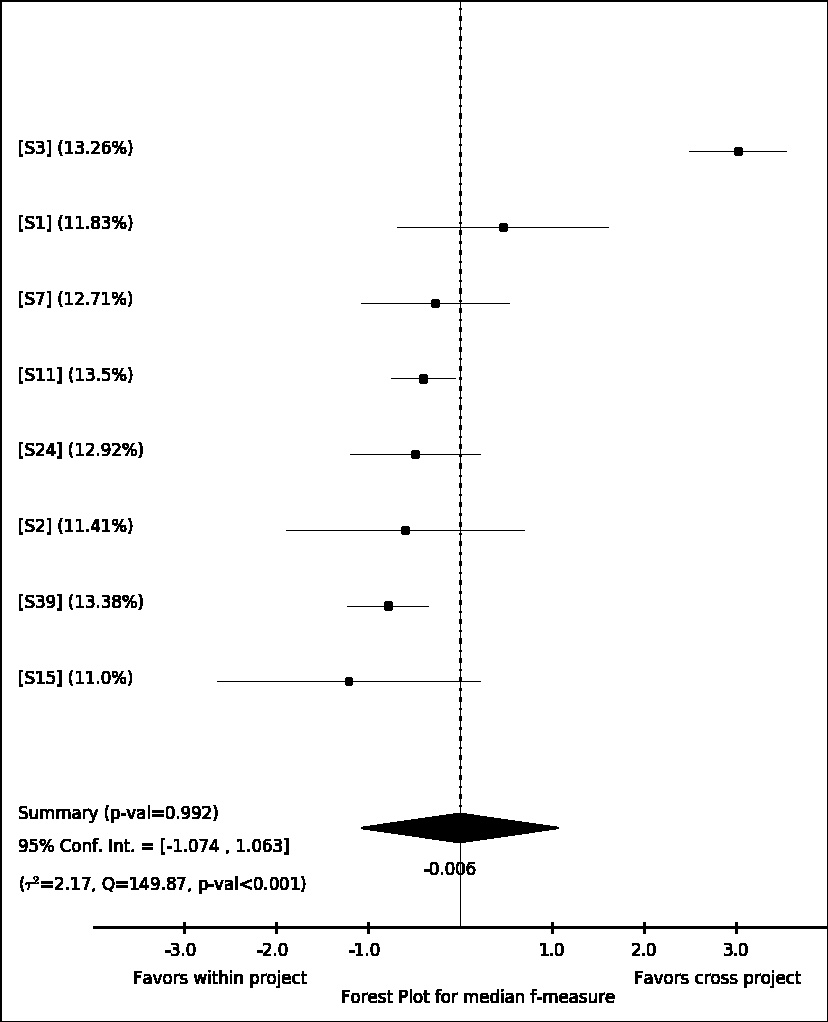 [S3] (13.26%)
[S1] (11.83%)
[S7] (12.71%)
[S11] (13.5%)
[S24] (12.92%)
[S2] (11.41%)
[S39] (13.38%)
[S15] (11.0%)
Summary (p-val=0.992)
95% Conf. Int. = [-1.074 , 1.063]
-0.006
(τ²=2.17, Q=149.87, p-val<0.001)
-3.0 -2.0 -1.0 1.0 2.0 3.0
Favors within project Favors cross project
Forest Plot for median f-measure